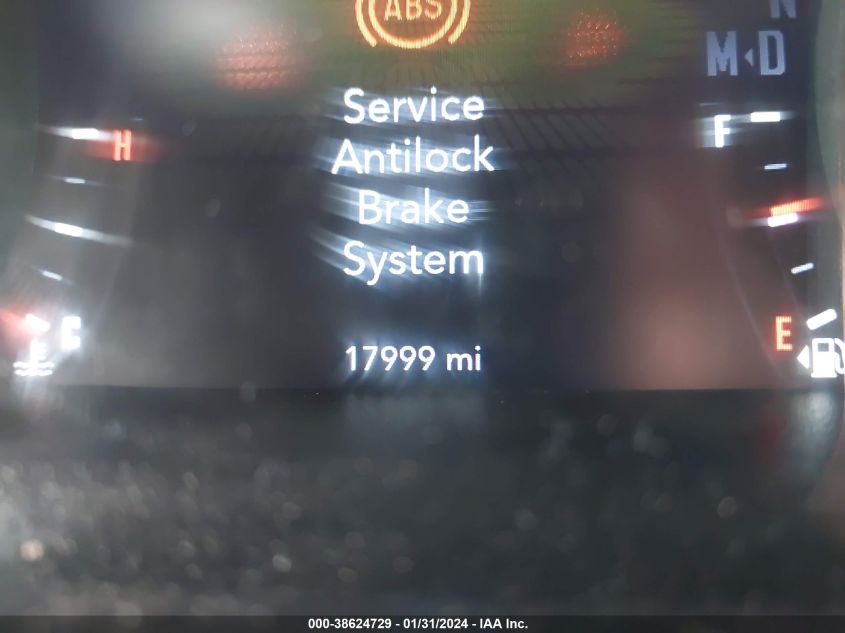 ABS
N
M D
Service
H
F
Antilock
Brake
System
C
E
17999 mi
000-38624729 - 01/31/2024 - IAA Inc.